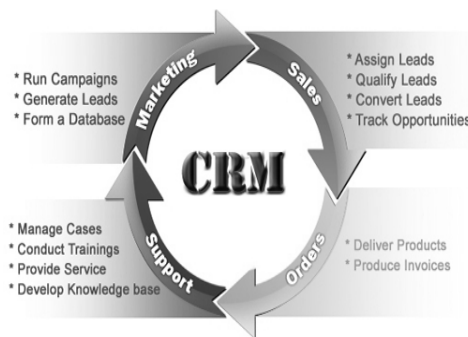 Marketing
* Run Campaigns
* Generate Leads
* Form a Database
Sales
* Assign Leads
* Qualify Leads
* Convert Leads
* Track Opportunities
CRM
Support
* Manage Cases
* Conduct Trainings
* Provide Service
* Develop Knowledge base
Orders
* Deliver Products
* Produce Invoices